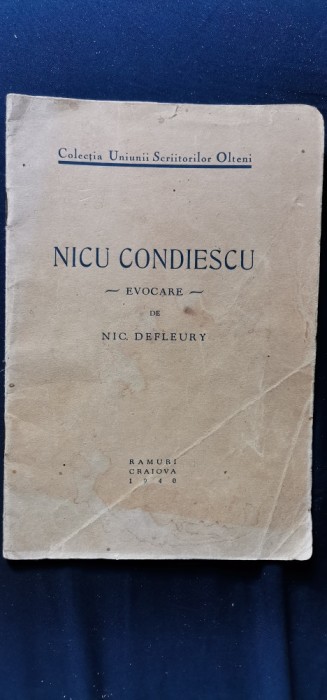 Colecția Uniunii Scriitorilor Olteni
NICU CONDIESCU
~ EVOCARE ~
DE
NIC. DEFLEURY
RAMURI
CRAIOVA
1940